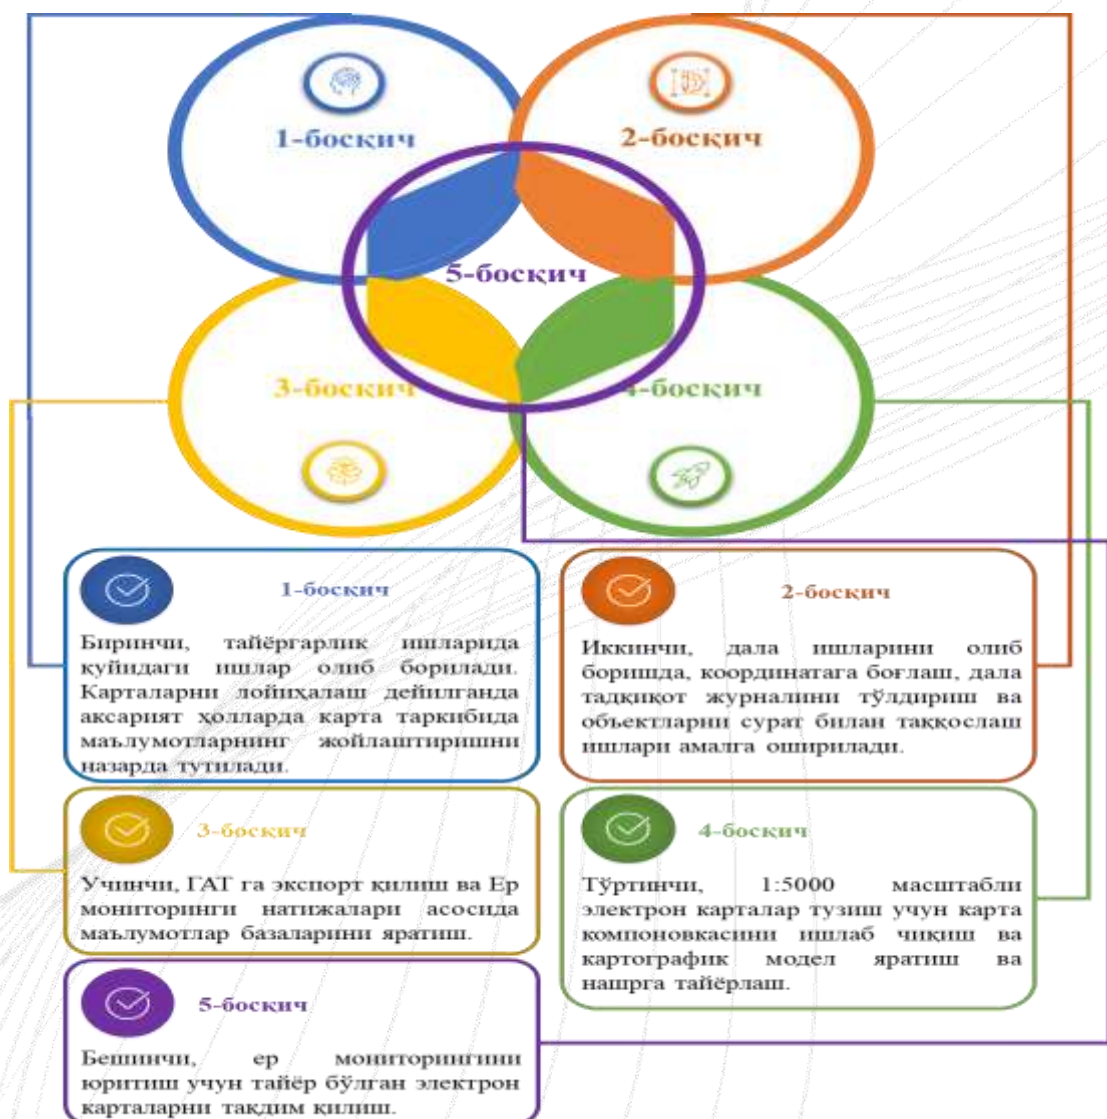 1-босқич
2-босқич
5-босқич
3-босқич
4-босқич
1-босқич
Биринчи, тайёргарлик ишларида
қуйидаги ишлар олиб борилади.
Карталарни лойиҳалаш дейилганда
аксарият ҳолларда карта таркибида
маълумотларнинг жойлаштиришни
назарда тутилади.
2-босқич
Иккинчи, дала ишларини олиб
боришда, координатага боғлаш, дала
тадқиқот журналини тўлдириш ва
объектларни сурат билан таққослаш
ишлари амалга оширилади.
3-босқич
Учинчи, ГАТ га экспорт қилиш ва Ер
мониторинги натижалари асосида
маълумотлар базаларини яратиш.
4-босқич
Тўртинчи, 1:5000 масштабли
электрон карталар тузиш учун карта
компоновкасини ишлаб чиқиш ва
картографик модел яратиш ва
нашрга тайёрлаш.
5-босқич
Бешинчи, ер мониторингини
юритиш учун тайёр бўлган электрон
карталарни тақдим қилиш.